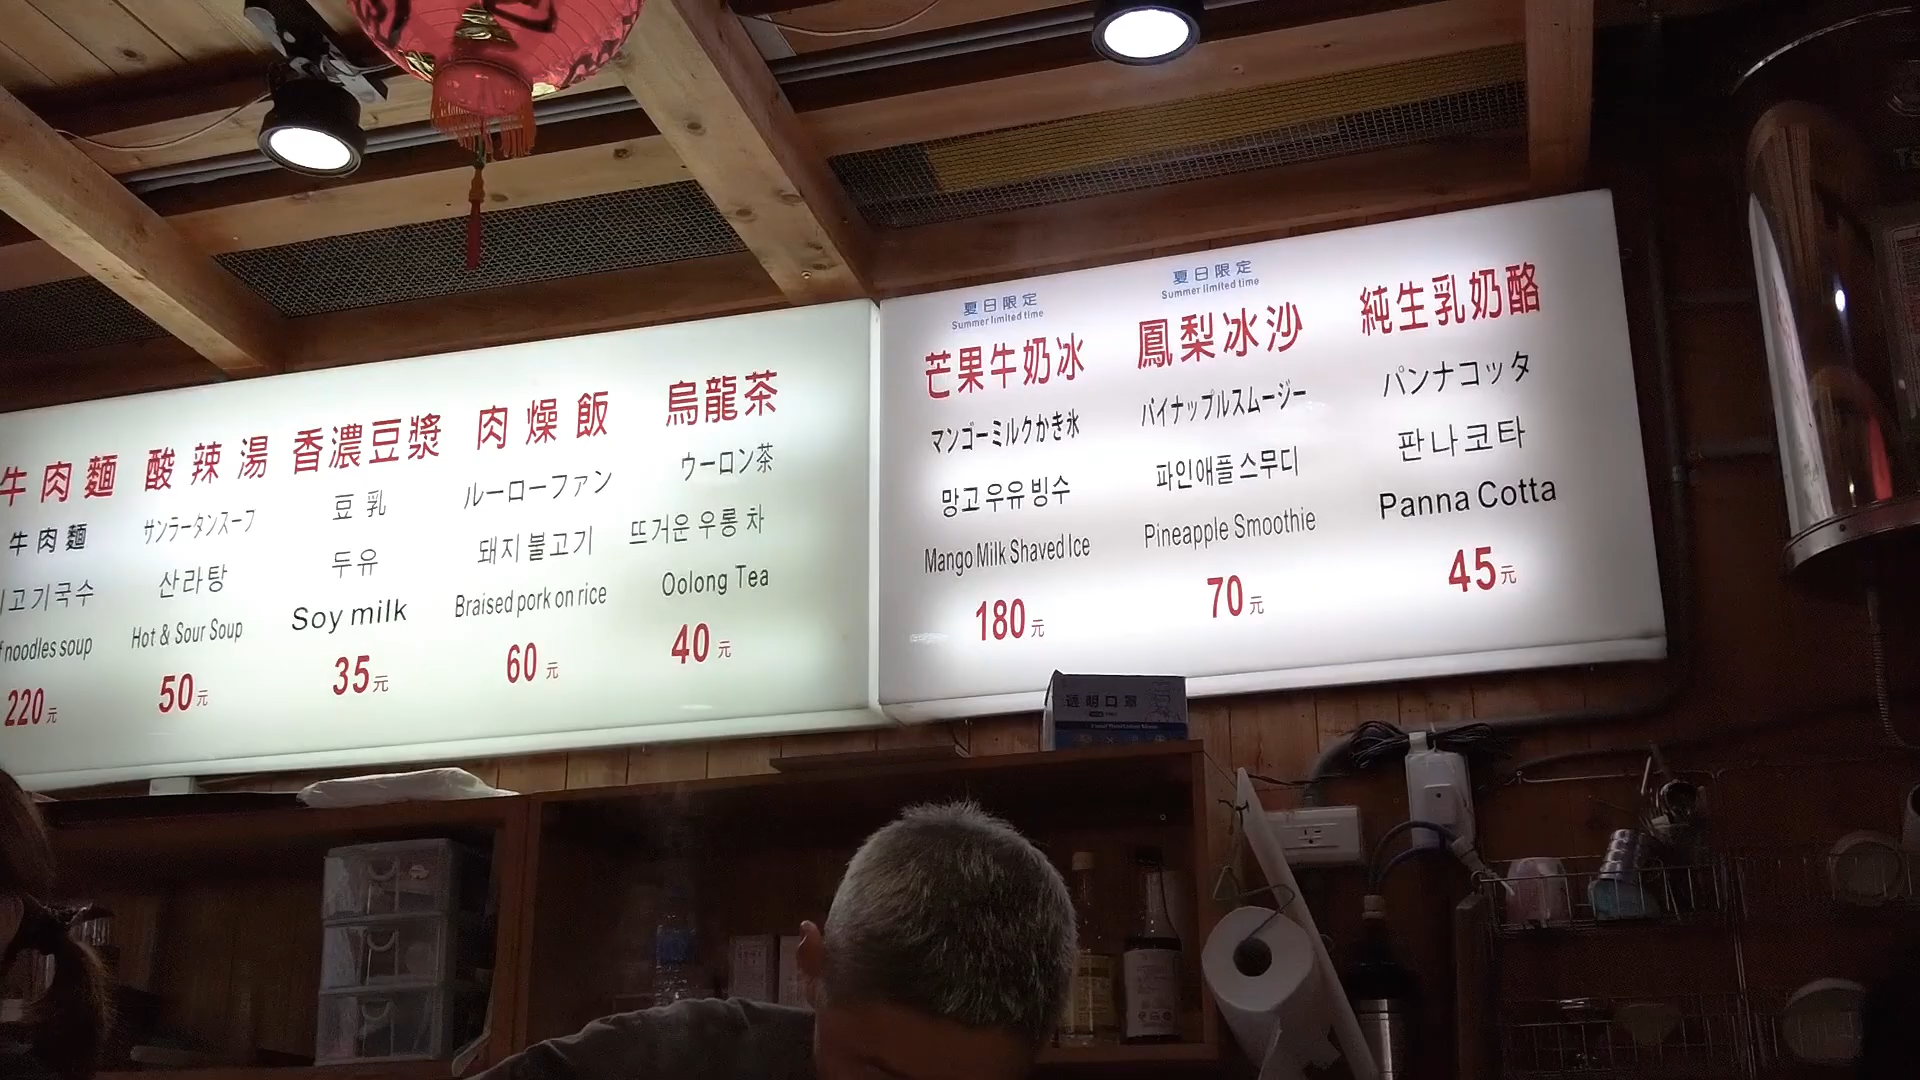 牛肉麵
牛肉麵
고기국수
noodles soup
220元
酸辣湯
サンラータンスープ
산라탕
Hot & Sour Soup
50元
香濃豆漿
豆乳
두유
Soy milk
35元
肉燥飯
ルーローファン
돼지불고기
Braised pork on rice
60元
烏龍茶
ウーロン茶
뜨거운 우롱 차
Oolong Tea
40元
夏日限定
Summer limited time
芒果牛奶冰
マンゴーミルクかき氷
망고 우유 빙수
Mango Milk Shaved Ice
180元
夏日限定
Summer limited time
鳳梨冰沙
パイナップルスムージー
파인애플 스무디
Pineapple Smoothie
70元
純生乳奶酪
パンナコッタ
판나코타
Panna Cotta
45元
透明口罩